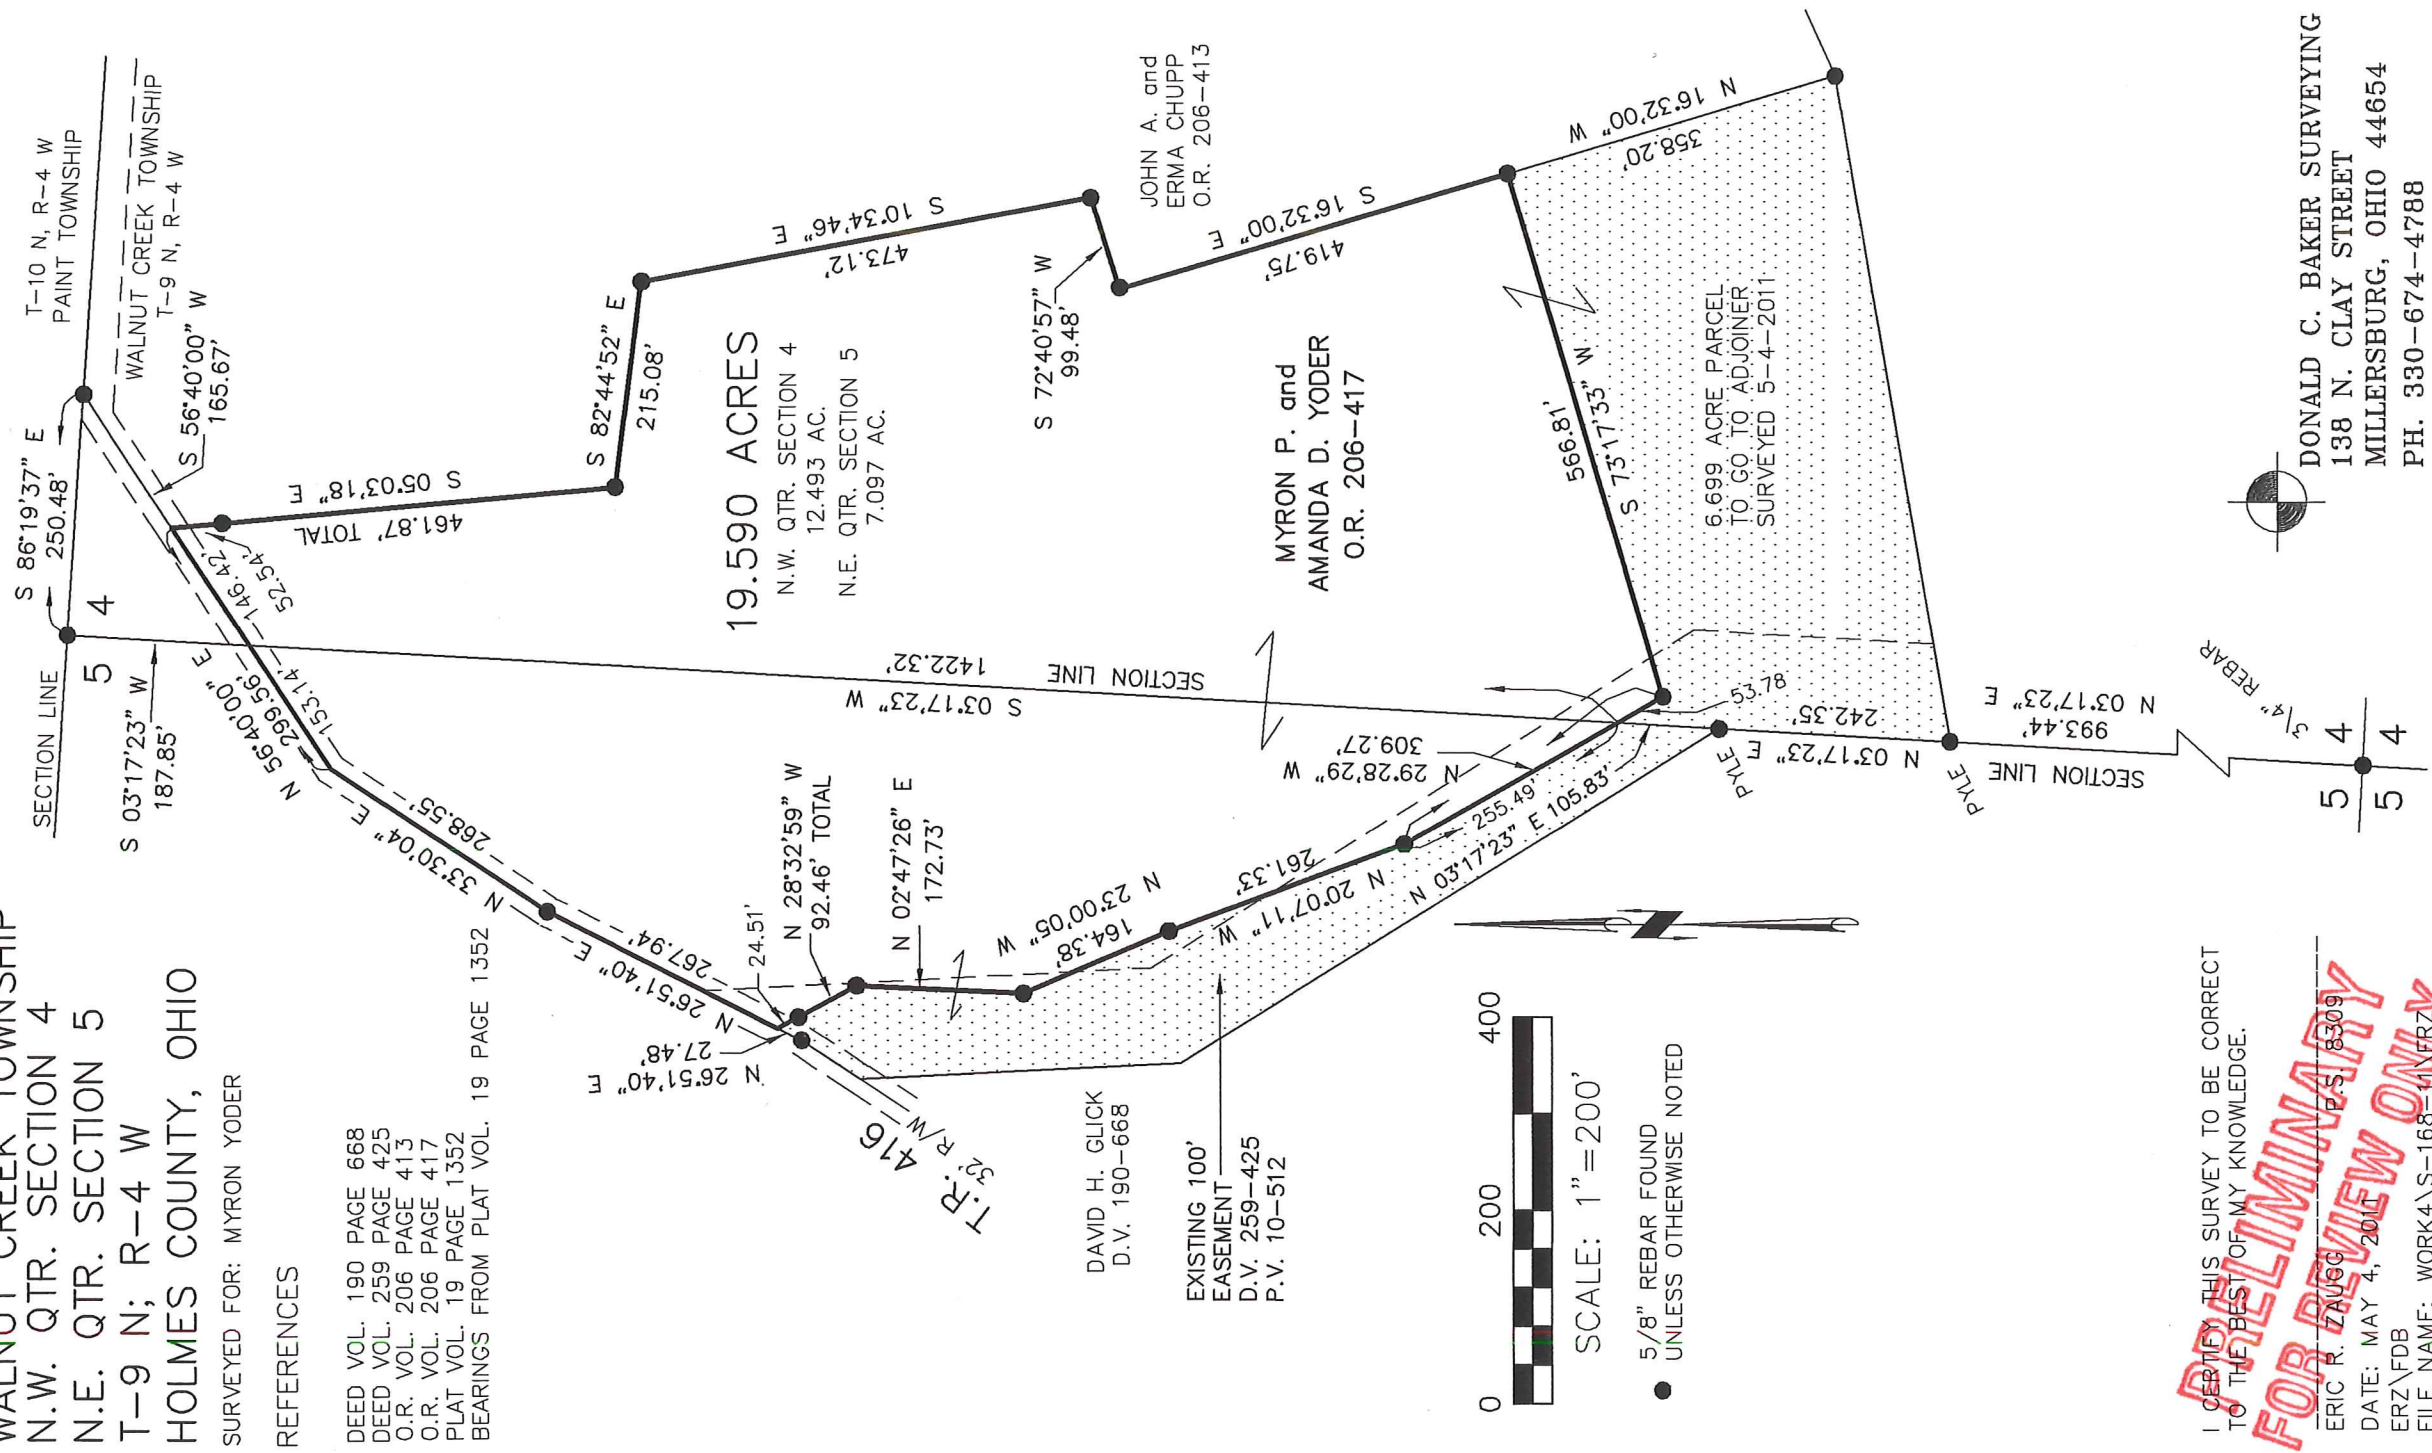 WALNUT CREEK TOWNSHIP
N.W. QTR. SECTION 4
N.E. QTR. SECTION 5
T-9 N; R-4 W
HOLMES COUNTY, OHIO
SURVEYED FOR: MYRON YODER
REFERENCES
DEED VOL. 190 PAGE 668
DEED VOL. 259 PAGE 425
O.R. VOL. 206 PAGE 413
O.R. VOL. 206 PAGE 417
PLAT VOL. 19 PAGE 1352
BEARINGS FROM PLAT VOL. 19 PAGE 1352
SECTION LINE
S 86°19'37" E
250.48'
T-10 N, R-4 W
PAINT TOWNSHIP
WALNUT CREEK TOWNSHIP
T-9 N, R-4 W
5
4
S 03°17'23" W
187.85'
S 56°40'00" W
165.67'
N 56°40'00" E
299.56'
146.42'
153.14'
52.54'
S 05°03'18" E
461.87' TOTAL
S 82°44'52" E
215.08'
S 10°34'46" E
473.12'
S 72°40'57" W
99.48'
JOHN A. and
ERMA CHUPP
O.R. 206-413
S 16°32'00" E
419.75'
N 16°32'00" W
358.20'
19.590 ACRES
N.W. QTR. SECTION 4
12.493 AC.
N.E. QTR. SECTION 5
7.097 AC.
MYRON P. and
AMANDA D. YODER
O.R. 206-417
566.81'
S 73°17'33" W
6.699 ACRE PARCEL
TO GO TO ADJOINER
SURVEYED 5-4-2011
1422.32'
SECTION LINE
S 03°17'23" W
N 33°30'04" E
268.55'
N 26°51'40" E
267.94'
24.51'
N 26°51'40" E
27.48'
N 28°32'59" W
92.46' TOTAL
N 02°47'26" E
172.73'
N 23°00'05" W
164.38'
N 20°07'11" W
261.33'
N 29°28'29" W
309.27'
255.49'
53.78
N 03°17'23" E 105.83'
PYLE
242.35'
N 03°17'23" E
PYLE
N 03°17'23" E
993.44'
SECTION LINE
3/4" REBAR
5 4
5 4
T.R. 416
32' R/W
DAVID H. GLICK
D.V. 190-668
EXISTING 100'
EASEMENT
D.V. 259-425
P.V. 10-512
0 200 400
SCALE: 1"=200'
5/8" REBAR FOUND
UNLESS OTHERWISE NOTED
I CERTIFY THIS SURVEY TO BE CORRECT
TO THE BEST OF MY KNOWLEDGE.
ERIC R. ZAUGG P.S. 8309
DATE: MAY 4, 2011
ERZ\FDB
FILE NAME: WORK4\S-168-11\ERZ
PRELIMINARY
FOR REVIEW ONLY
DONALD C. BAKER SURVEYING
138 N. CLAY STREET
MILLERSBURG, OHIO 44654
PH. 330-674-4788